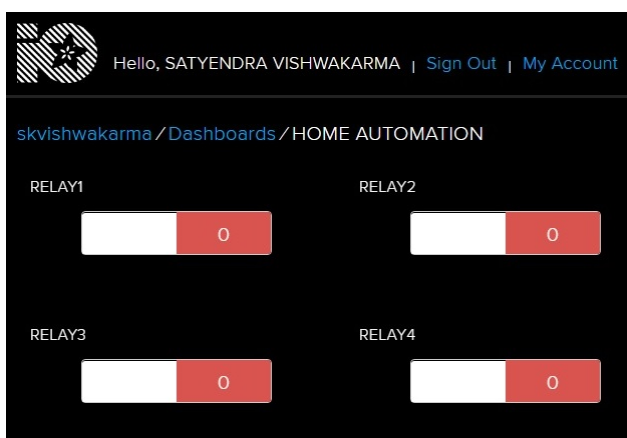 iO
Hello, SATYENDRA VISHWAKARMA | Sign Out | My Account
skvishwakarma / Dashboards / HOME AUTOMATION
RELAY1 RELAY2
0 0
RELAY3 RELAY4
0 0